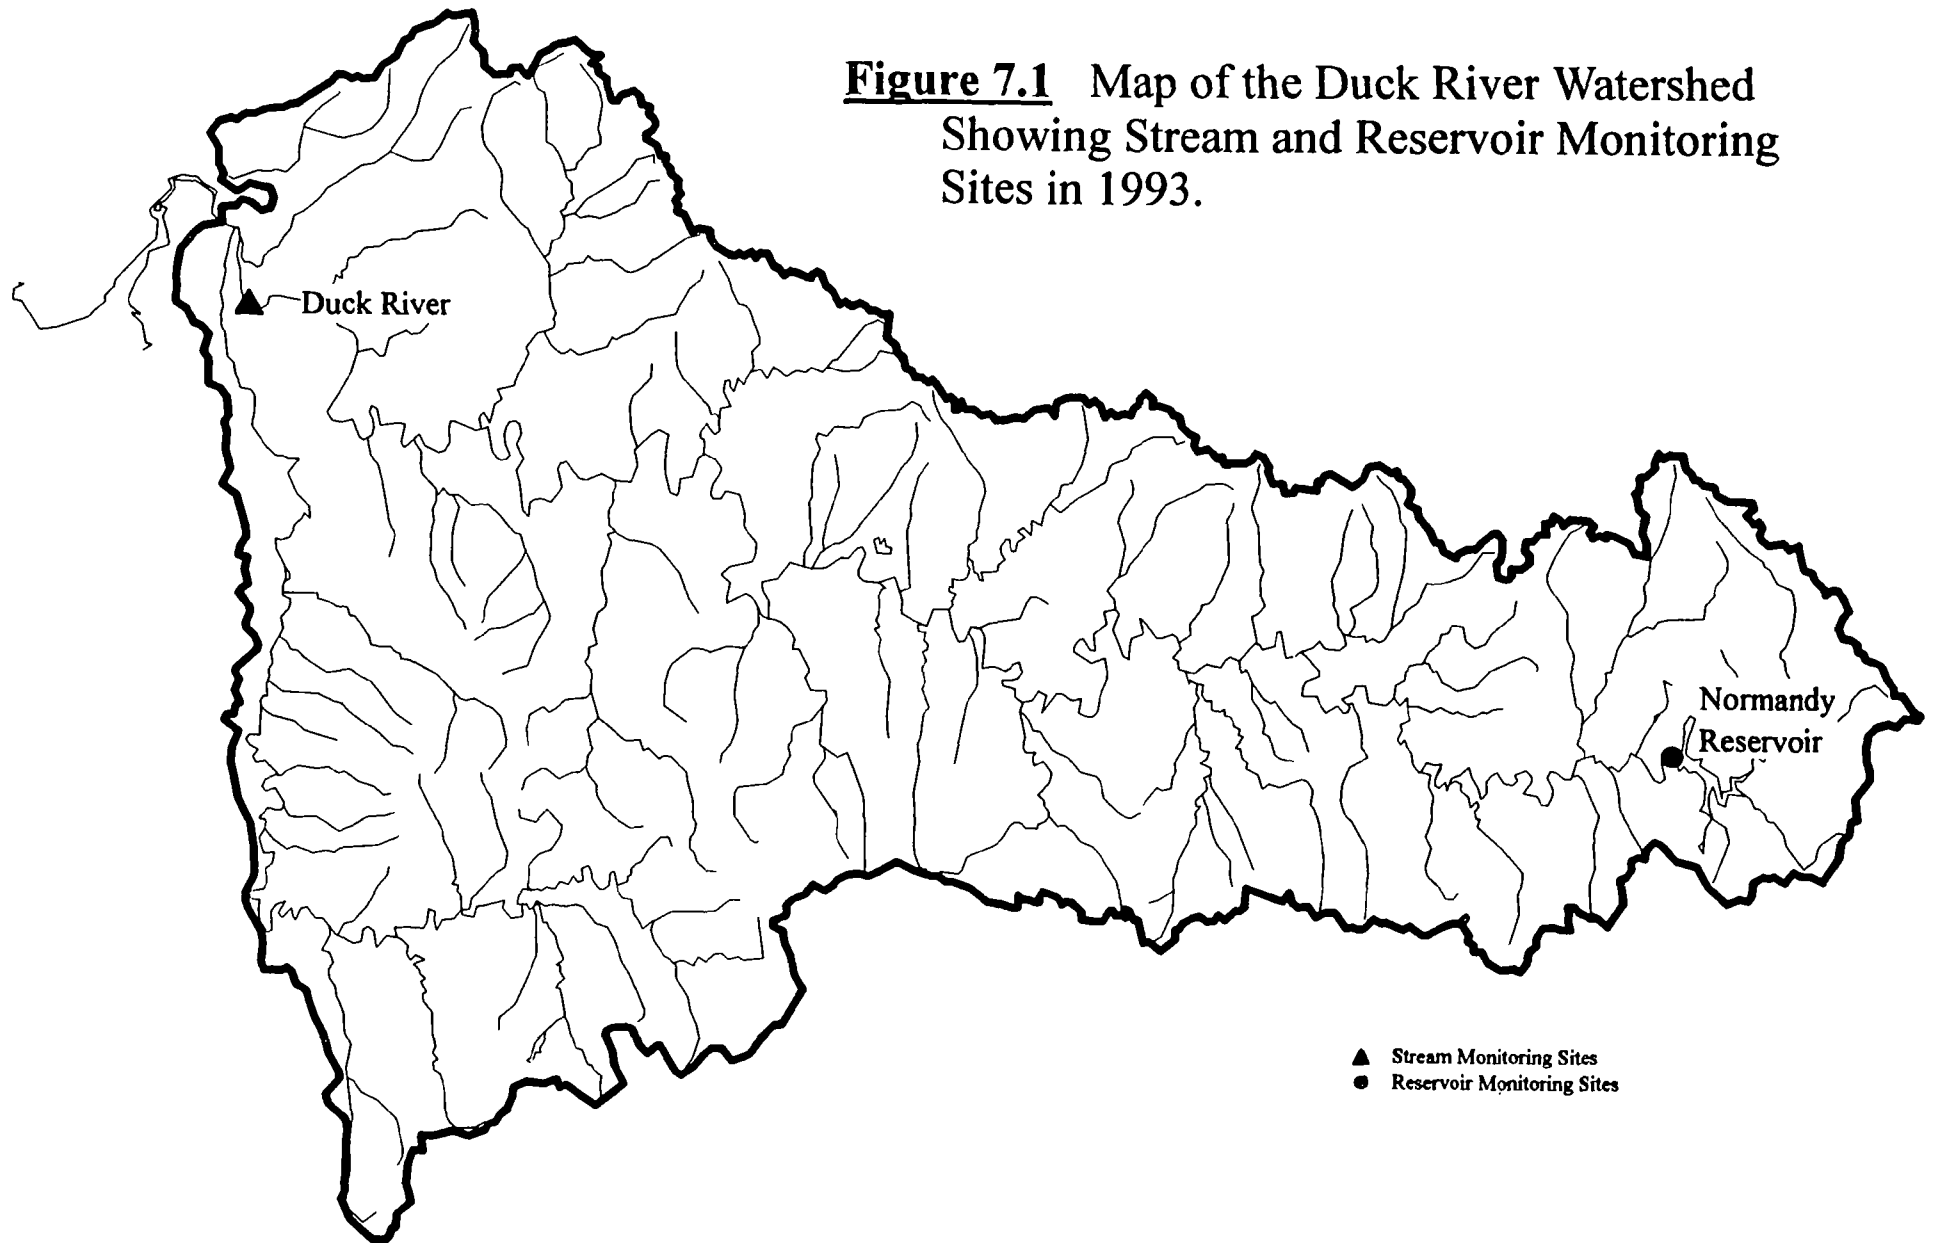 Figure 7.1 Map of the Duck River Watershed
Showing Stream and Reservoir Monitoring
Sites in 1993.
Duck River
Normandy
Reservoir
Stream Monitoring Sites
Reservoir Monitoring Sites